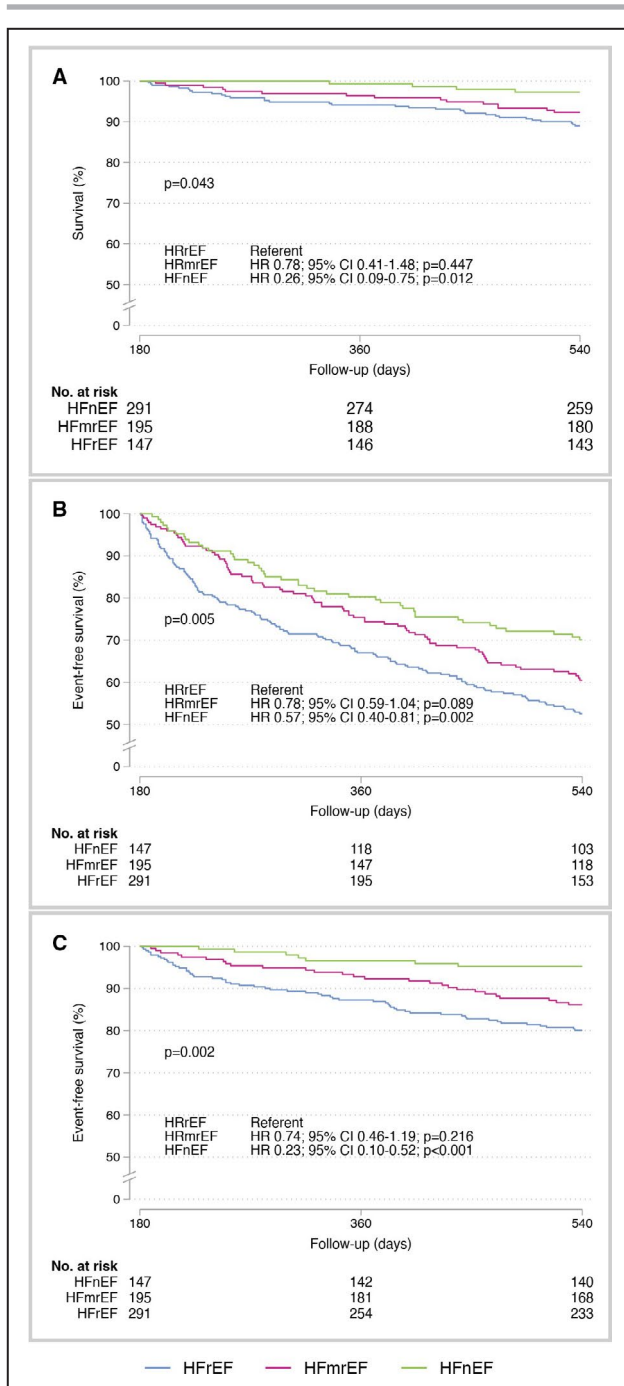 A
100
90
80
70
60
50
0
Survival (%)
p=0.043
HRrEF Referent
HRmrEF HR 0.78; 95% CI 0.41-1.48; p=0.447
HFnEF HR 0.26; 95% CI 0.09-0.75; p=0.012
180 360 540
Follow-up (days)
No. at risk
HFnEF 291 274 259
HFmrEF 195 188 180
HFrEF 147 146 143
B
100
90
80
70
60
50
0
Event-free survival (%)
p=0.005
HRrEF Referent
HRmrEF HR 0.78; 95% CI 0.59-1.04; p=0.089
HFnEF HR 0.57; 95% CI 0.40-0.81; p=0.002
180 360 540
Follow-up (days)
No. at risk
HFnEF 147 118 103
HFmrEF 195 147 118
HFrEF 291 195 153
C
100
90
80
70
60
50
0
Event-free survival (%)
p=0.002
HRrEF Referent
HRmrEF HR 0.74; 95% CI 0.46-1.19; p=0.216
HFnEF HR 0.23; 95% CI 0.10-0.52; p<0.001
180 360 540
Follow-up (days)
No. at risk
HFnEF 147 142 140
HFmrEF 195 181 168
HFrEF 291 254 233
HFrEF HFmrEF HFnEF